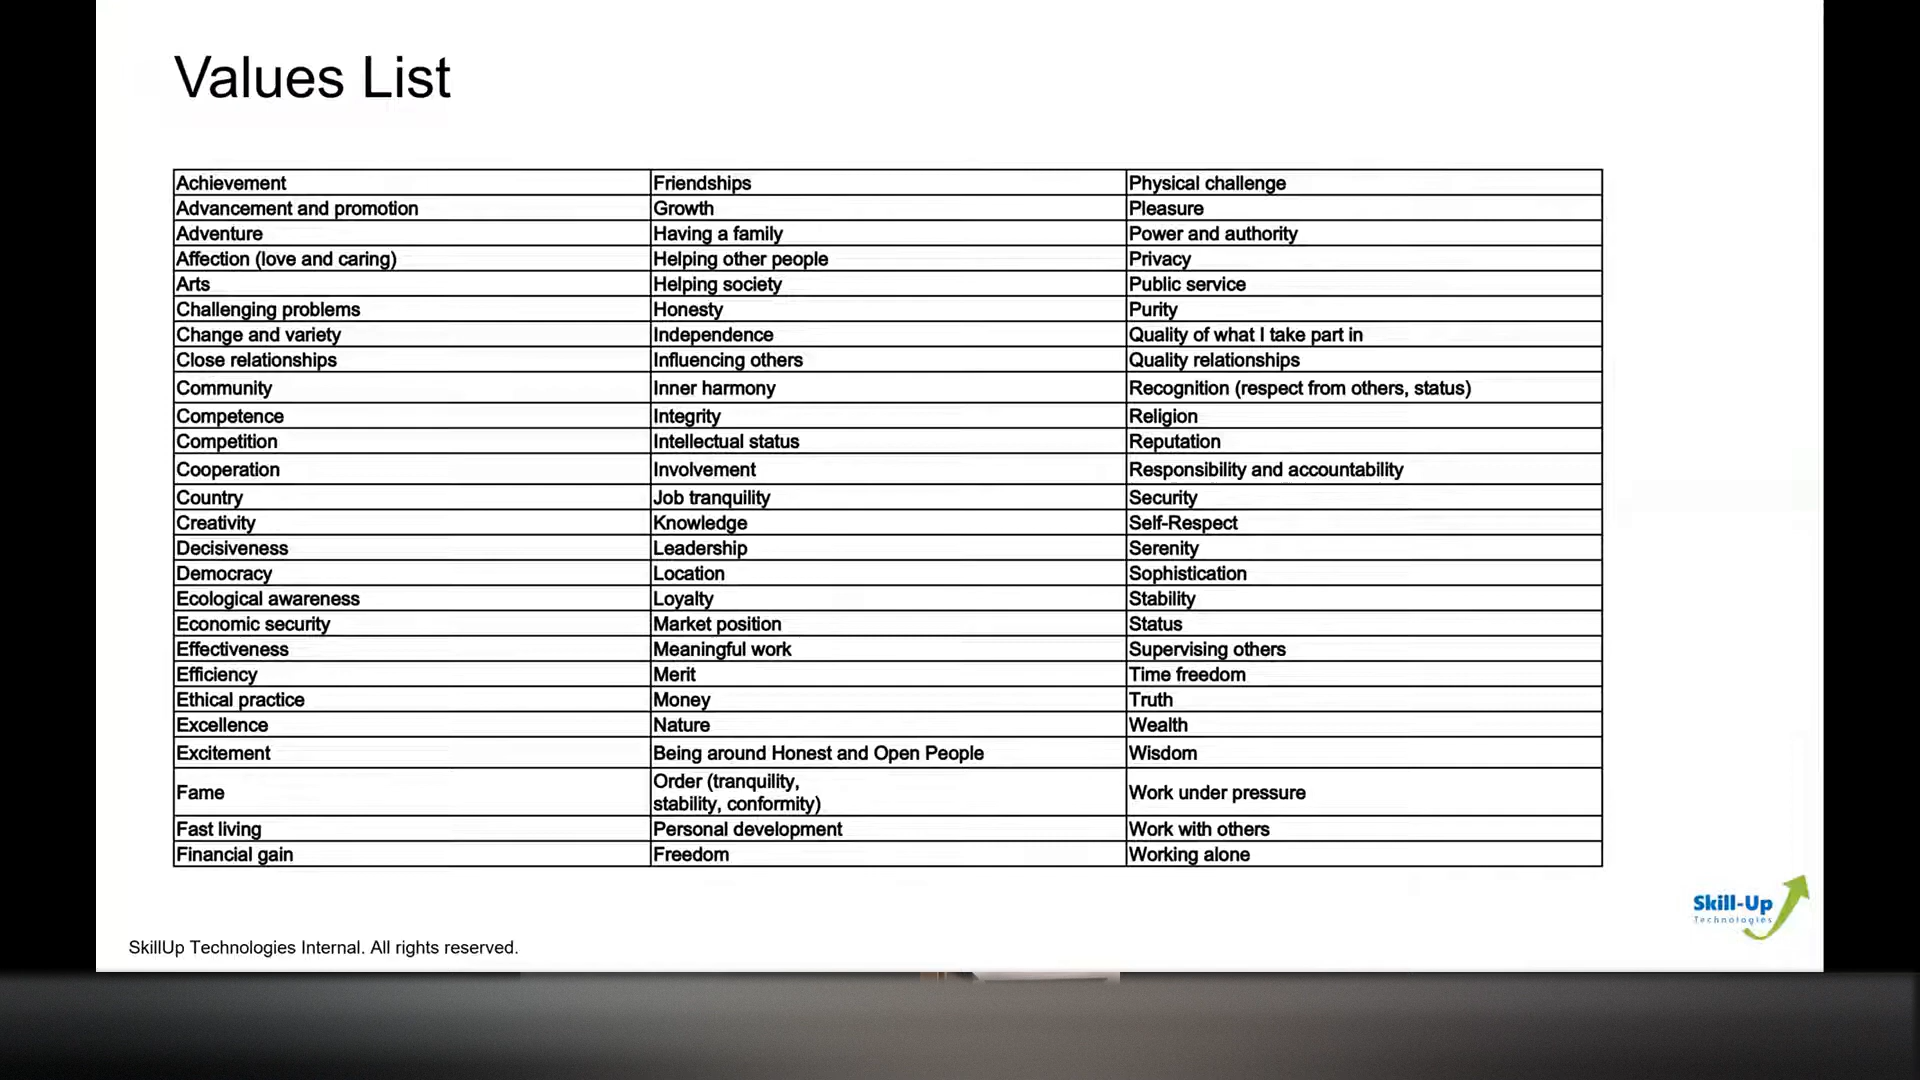 Values List
Achievement Friendships Physical challenge
Advancement and promotion Growth Pleasure
Adventure Having a family Power and authority
Affection (love and caring) Helping other people Privacy
Arts Helping society Public service
Challenging problems Honesty Purity
Change and variety Independence Quality of what I take part in
Close relationships Influencing others Quality relationships
Community Inner harmony Recognition (respect from others, status)
Competence Integrity Religion
Competition Intellectual status Reputation
Cooperation Involvement Responsibility and accountability
Country Job tranquility Security
Creativity Knowledge Self-Respect
Decisiveness Leadership Serenity
Democracy Location Sophistication
Ecological awareness Loyalty Stability
Economic security Market position Status
Effectiveness Meaningful work Supervising others
Efficiency Merit Time freedom
Ethical practice Money Truth
Excellence Nature Wealth
Excitement Being around Honest and Open People Wisdom
Fame Order (tranquility, Work under pressure
stability, conformity)
Fast living Personal development Work with others
Financial gain Freedom Working alone
Skill-Up
Technologies
SkillUp Technologies Internal. All rights reserved.